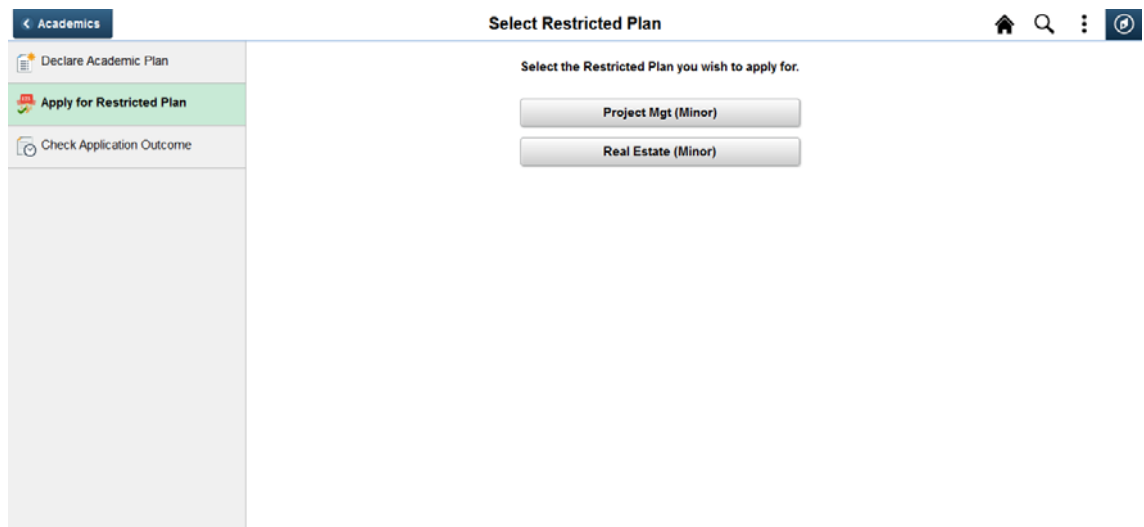 Academics
Select Restricted Plan
Declare Academic Plan
Apply for Restricted Plan
Check Application Outcome
Select the Restricted Plan you wish to apply for.
Project Mgt (Minor)
Real Estate (Minor)